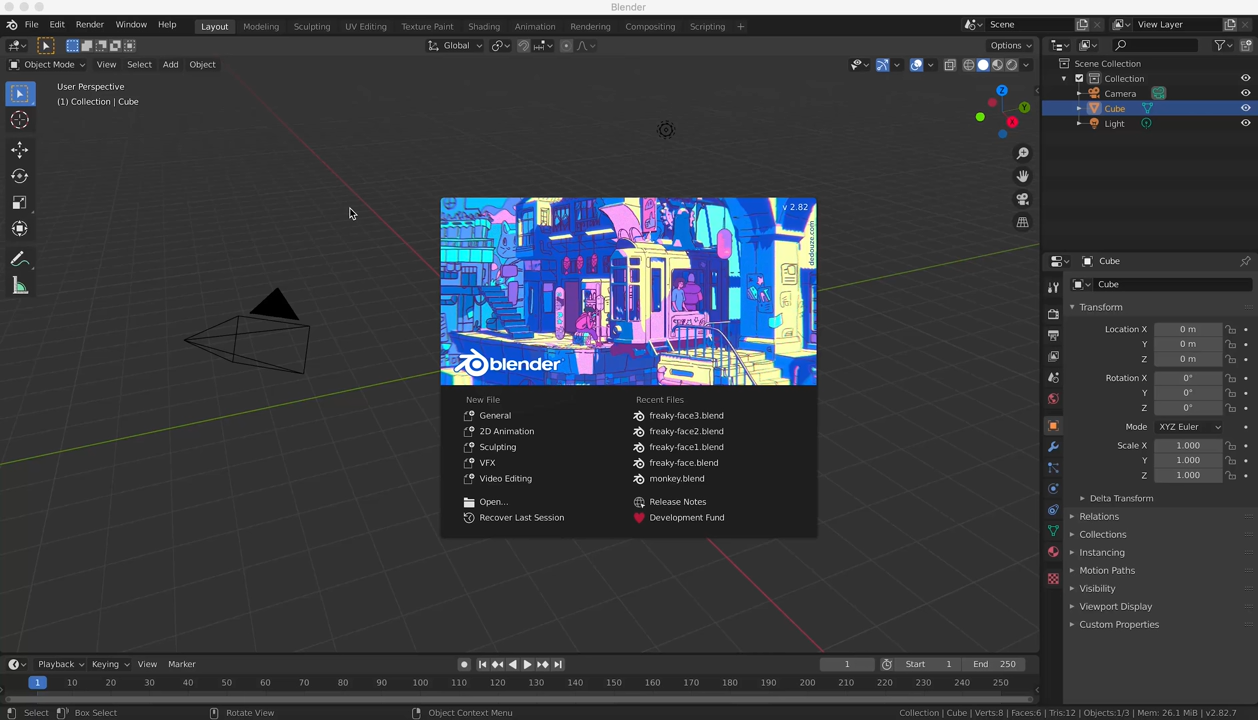 Blender
File Edit Render Window Help Layout Modeling Sculpting UV Editing Texture Paint Shading Animation Rendering Compositing Scripting + Scene View Layer
Global Options
Object Mode View Select Add Object
User Perspective
(1) Collection | Cube
Z
Y
X
Scene Collection
Collection
Camera
Cube
Light
v 2.82
dedouze.com
blender
New File
General
2D Animation
Sculpting
VFX
Video Editing
Open...
Recover Last Session
Recent Files
freaky-face3.blend
freaky-face2.blend
freaky-face1.blend
freaky-face.blend
monkey.blend
Release Notes
Development Fund
Cube
Cube
Transform
Location X 0 m
Y 0 m
Z 0 m
Rotation X 0°
Y 0°
Z 0°
Mode XYZ Euler
Scale X 1.000
Y 1.000
Z 1.000
Delta Transform
Relations
Collections
Instancing
Motion Paths
Visibility
Viewport Display
Custom Properties
Playback Keying View Marker 1 Start 1 End 250
1 10 20 30 40 50 60 70 80 90 100 110 120 130 140 150 160 170 180 190 200 210 220 230 240 250
Select Box Select Rotate View Object Context Menu Collection | Cube | Verts:8 | Faces:6 | Tris:12 | Objects:1/3 | Mem: 26.1 MiB | v2.82.7